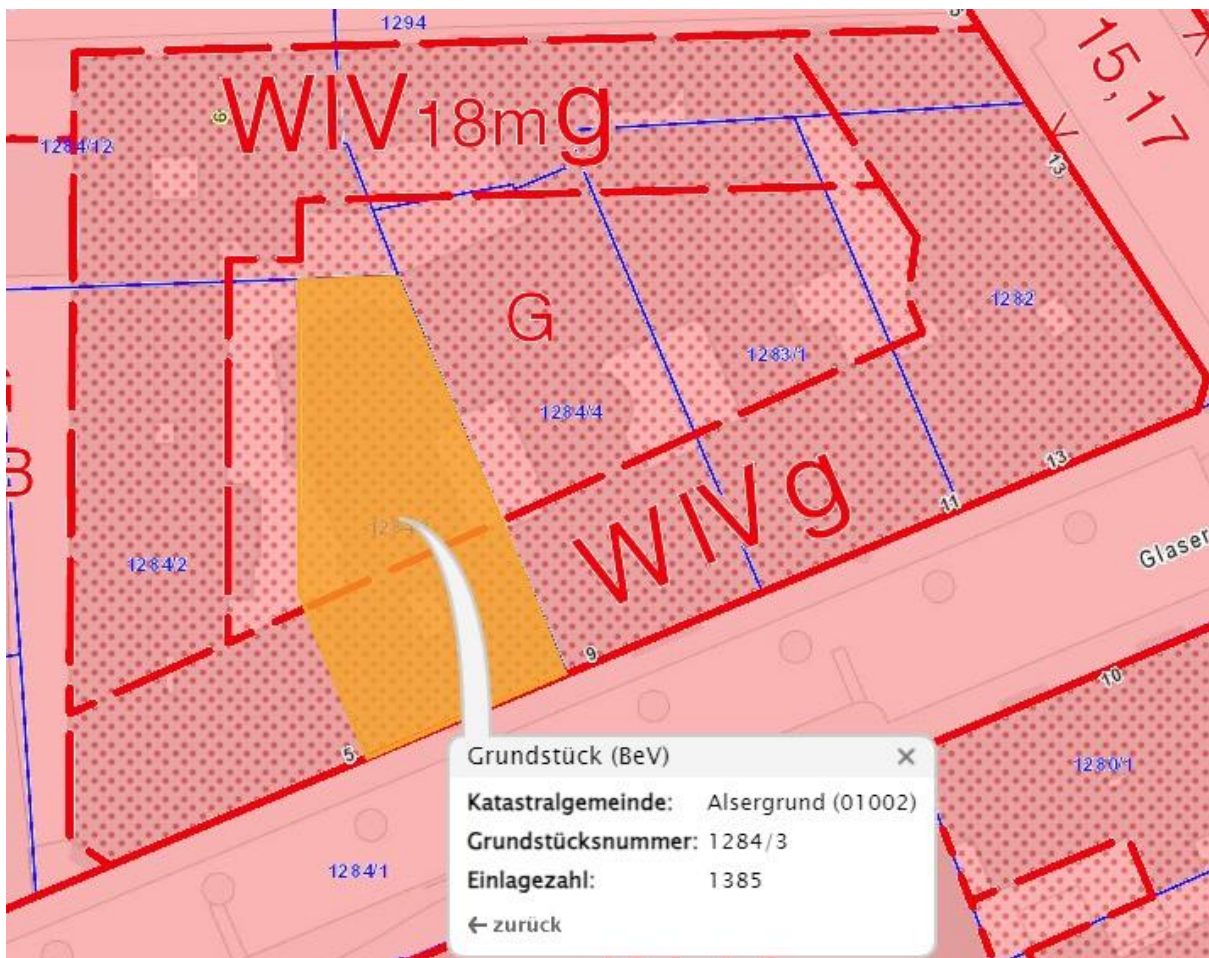 1294
15,17
WIV 18m g
6
1284/12
13
G
1282
1283/1
1284/4
1284/2
WIV g
13
11
Glaser
9
10
5
1280/1
1284/1
Grundstück (BeV)
Katastralgemeinde: Alsergrund (01002)
Grundstücksnummer: 1284/3
Einlagezahl: 1385
← zurück